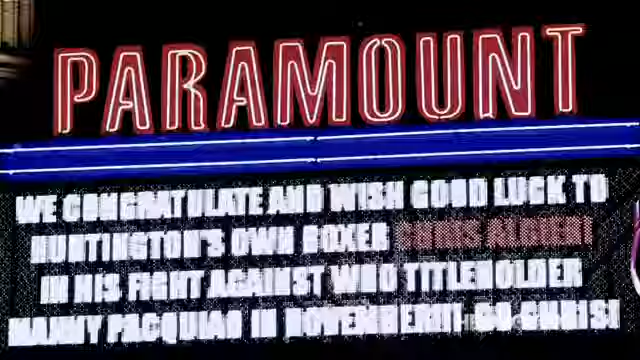 PARAMOUNT
WE CONGRATULATE AND WISH GOOD LUCK TO
HUNTINGTON'S OWN BOXER CHRIS ALGIERI
IN HIS FIGHT AGAINST WBO TITLEHOLDER
MANNY PACQUIAO IN NOVEMBER!!! GO CHRIS!